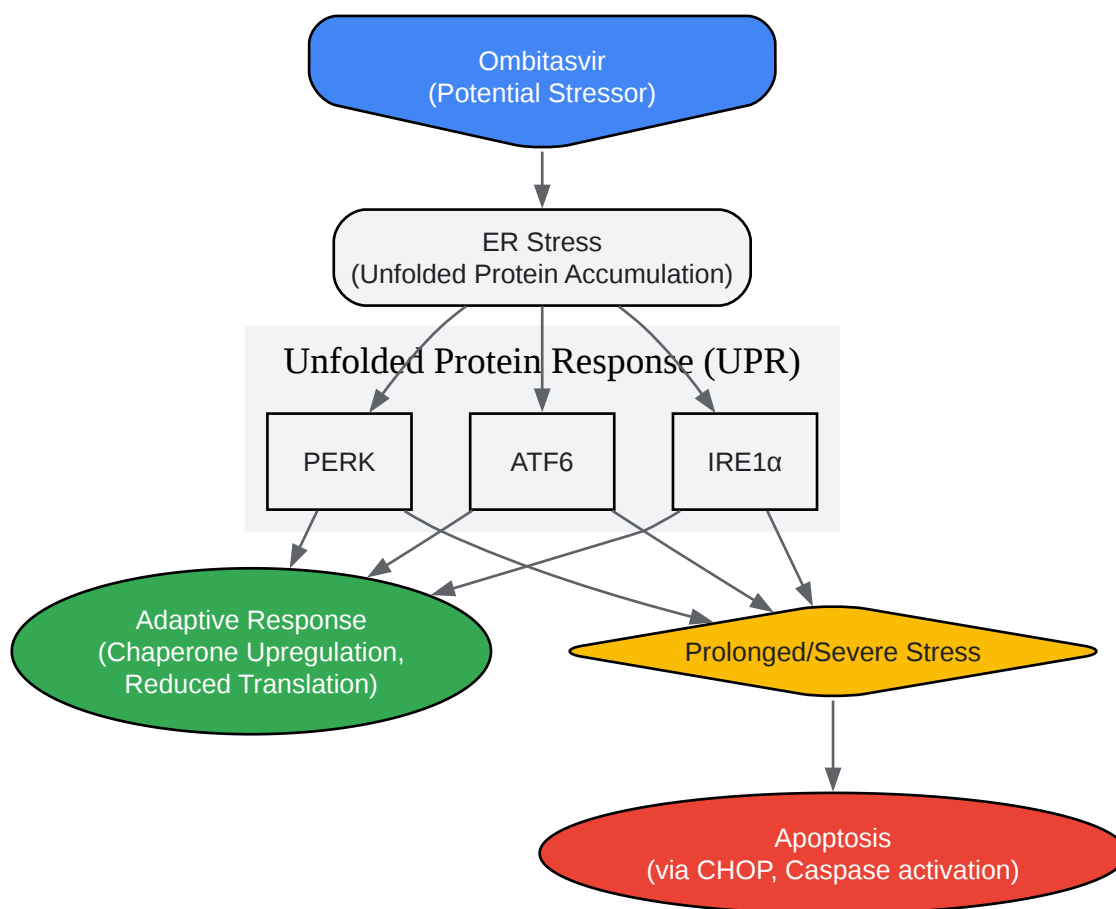 Ombitasvir
(Potential Stressor)
ER Stress
(Unfolded Protein Accumulation)
Unfolded Protein Response (UPR)
PERK
ATF6
IRE1α
Adaptive Response
(Chaperone Upregulation,
Reduced Translation)
Prolonged/Severe Stress
Apoptosis
(via CHOP, Caspase activation)